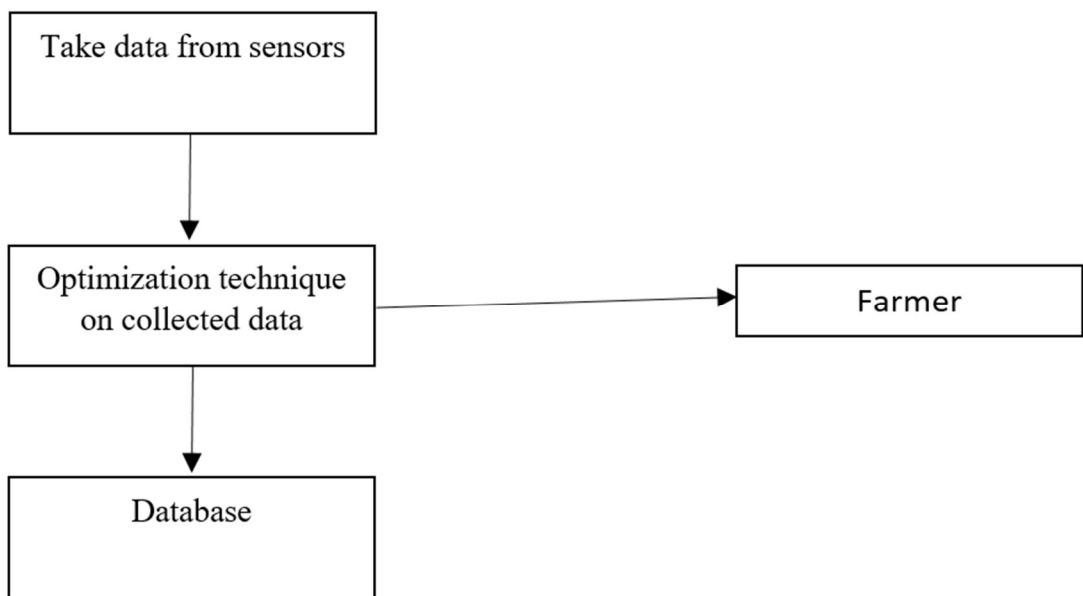 Take data from sensors
Optimization technique
on collected data
Farmer
Database